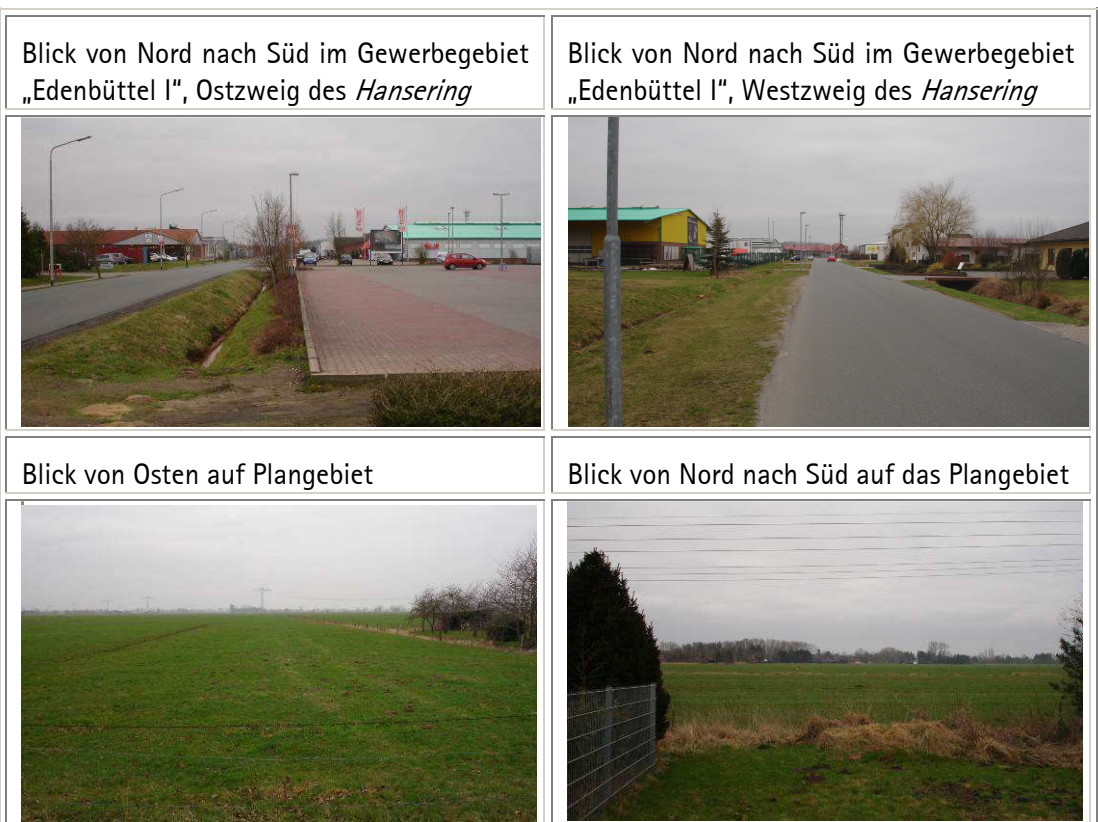 Blick von Nord nach Süd im Gewerbegebiet
„Edenbüttel I“, Ostzweig des Hansering
Blick von Nord nach Süd im Gewerbegebiet
„Edenbüttel I“, Westzweig des Hansering
Blick von Osten auf Plangebiet
Blick von Nord nach Süd auf das Plangebiet